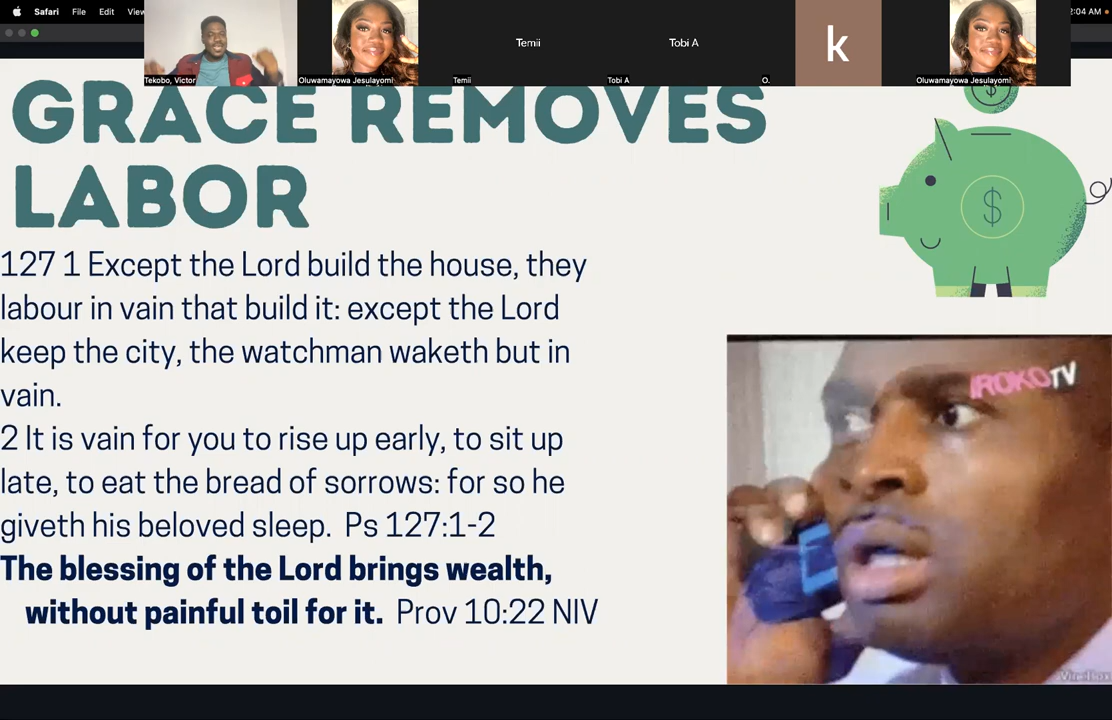 Safari File Edit View
2:04 AM
Tekobo, Victor
Oluwamayowa Jesulayomi
Temii
Temii
Tobi A
Tobi A
O.
k
Oluwamayowa Jesulayomi
GRACE REMOVES
LABOR
127 1 Except the Lord build the house, they
labour in vain that build it: except the Lord
keep the city, the watchman waketh but in
vain.
2 It is vain for you to rise up early, to sit up
late, to eat the bread of sorrows: for so he
giveth his beloved sleep. Ps 127:1-2
The blessing of the Lord brings wealth,
without painful toil for it. Prov 10:22 NIV
$
$
IROKOTV